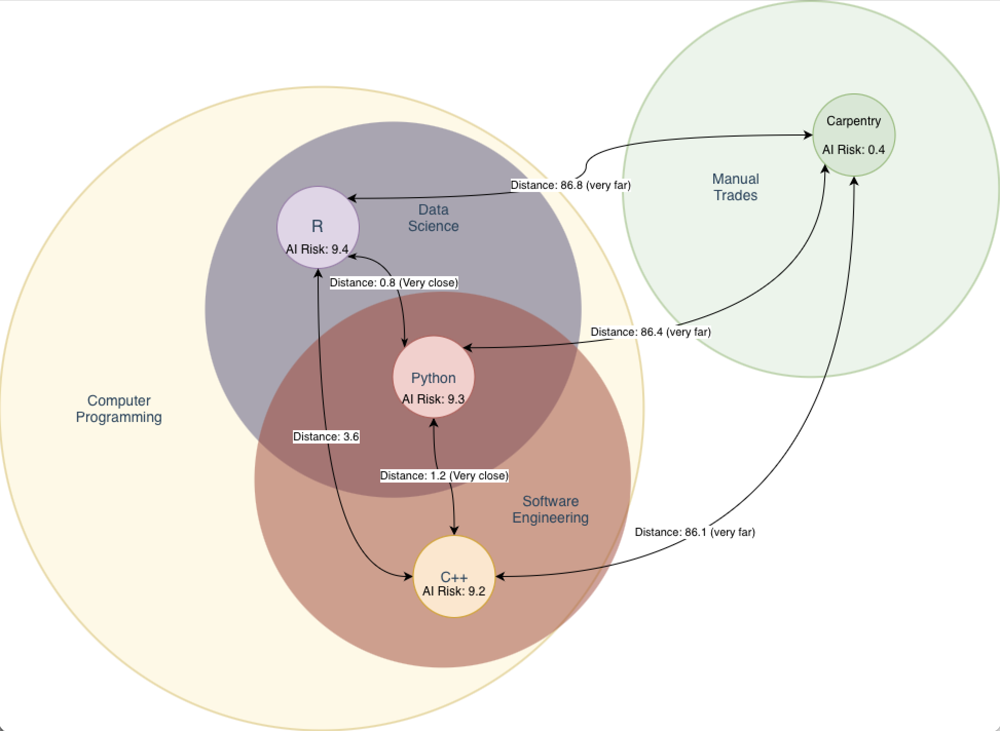 Carpentry
AI Risk: 0.4
Manual
Trades
Distance: 86.8 (very far)
Data
Science
R
AI Risk: 9.4
Distance: 0.8 (Very close)
Distance: 86.4 (very far)
Python
AI Risk: 9.3
Computer
Programming
Distance: 3.6
Distance: 1.2 (Very close)
Software
Engineering
Distance: 86.1 (very far)
C++
AI Risk: 9.2